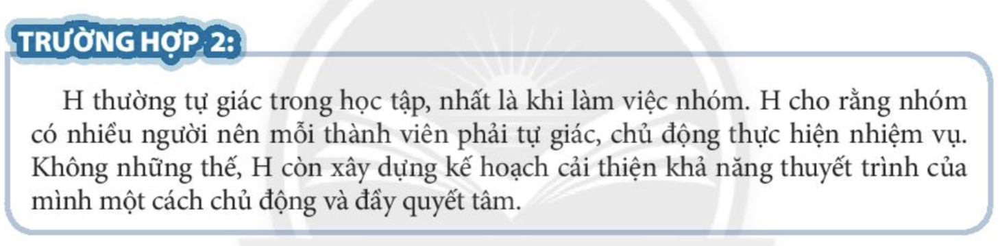 TRƯỜNG HỢP 2:
H thường tự giác trong học tập, nhất là khi làm việc nhóm. H cho rằng nhóm
có nhiều người nên mỗi thành viên phải tự giác, chủ động thực hiện nhiệm vụ.
Không những thế, H còn xây dựng kế hoạch cải thiện khả năng thuyết trình của
mình một cách chủ động và đầy quyết tâm.